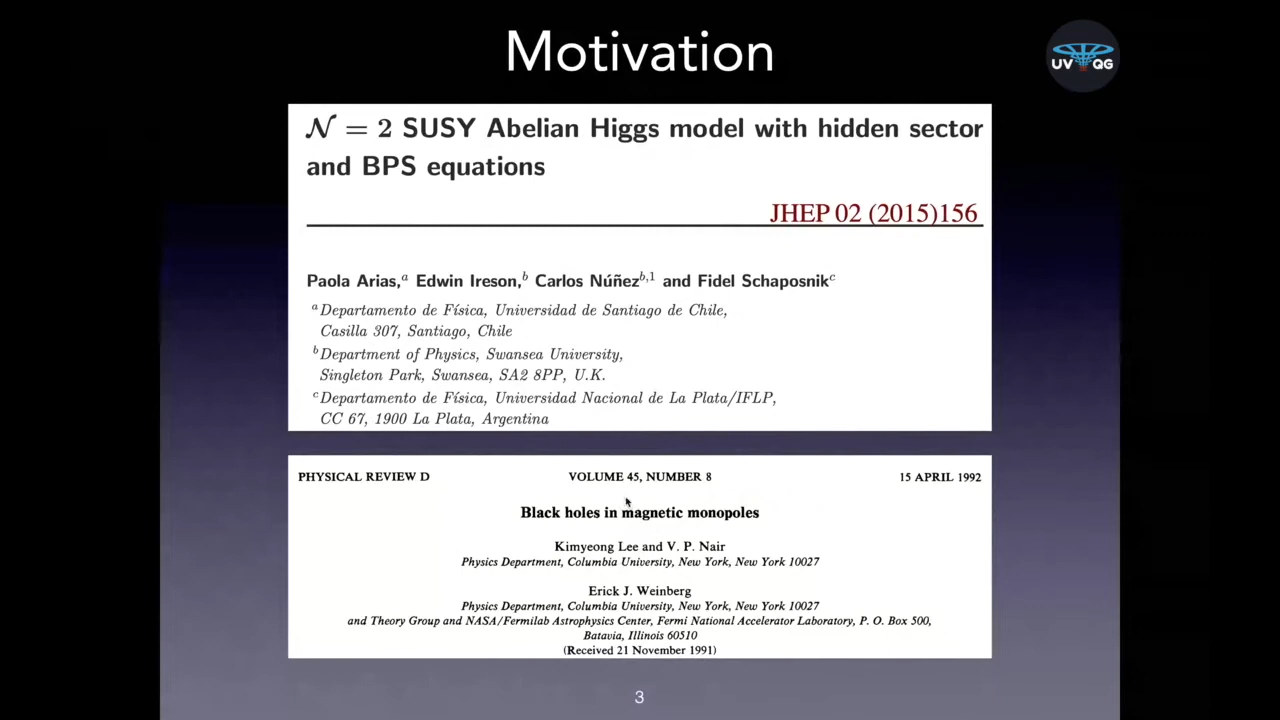 Motivation
UV QG
𝒩 = 2 SUSY Abelian Higgs model with hidden sector
and BPS equations
JHEP 02 (2015)156
Paola Arias,ᵃ Edwin Ireson,ᵇ Carlos Núñezᵇ,¹ and Fidel Schaposnikᶜ
ᵃDepartamento de Física, Universidad de Santiago de Chile,
Casilla 307, Santiago, Chile
ᵇDepartment of Physics, Swansea University,
Singleton Park, Swansea, SA2 8PP, U.K.
ᶜDepartamento de Física, Universidad Nacional de La Plata/IFLP,
CC 67, 1900 La Plata, Argentina
PHYSICAL REVIEW D VOLUME 45, NUMBER 8 15 APRIL 1992
Black holes in magnetic monopoles
Kimyeong Lee and V. P. Nair
Physics Department, Columbia University, New York, New York 10027
Erick J. Weinberg
Physics Department, Columbia University, New York, New York 10027
and Theory Group and NASA/Fermilab Astrophysics Center, Fermi National Accelerator Laboratory, P. O. Box 500,
Batavia, Illinois 60510
(Received 21 November 1991)
3